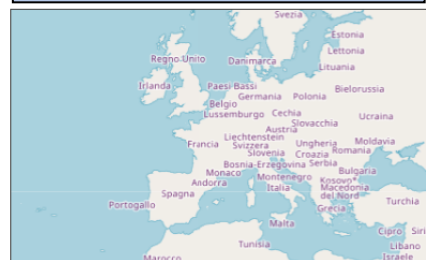 Svezia
Estonia
Lettonia
Regno Unito
Danimarca
Lituania
Irlanda
Paesi Bassi
Bielorussia
Germania
Polonia
Belgio
Lussemburgo
Cechia
Ucraina
Slovacchia
Austria
Liechtenstein
Moldavia
Francia
Svizzera
Ungheria
Romania
Slovenia
Croazia
Bosnia-Erzegovina
Serbia
Monaco
Bulgaria
Andorra
Montenegro
Kosovo*
Spagna
Italia
Macedonia
del Nord
Portogallo
Turchia
Grecia
Malta
Cipro
Siri
Tunisia
Libano
Marocco
Israele